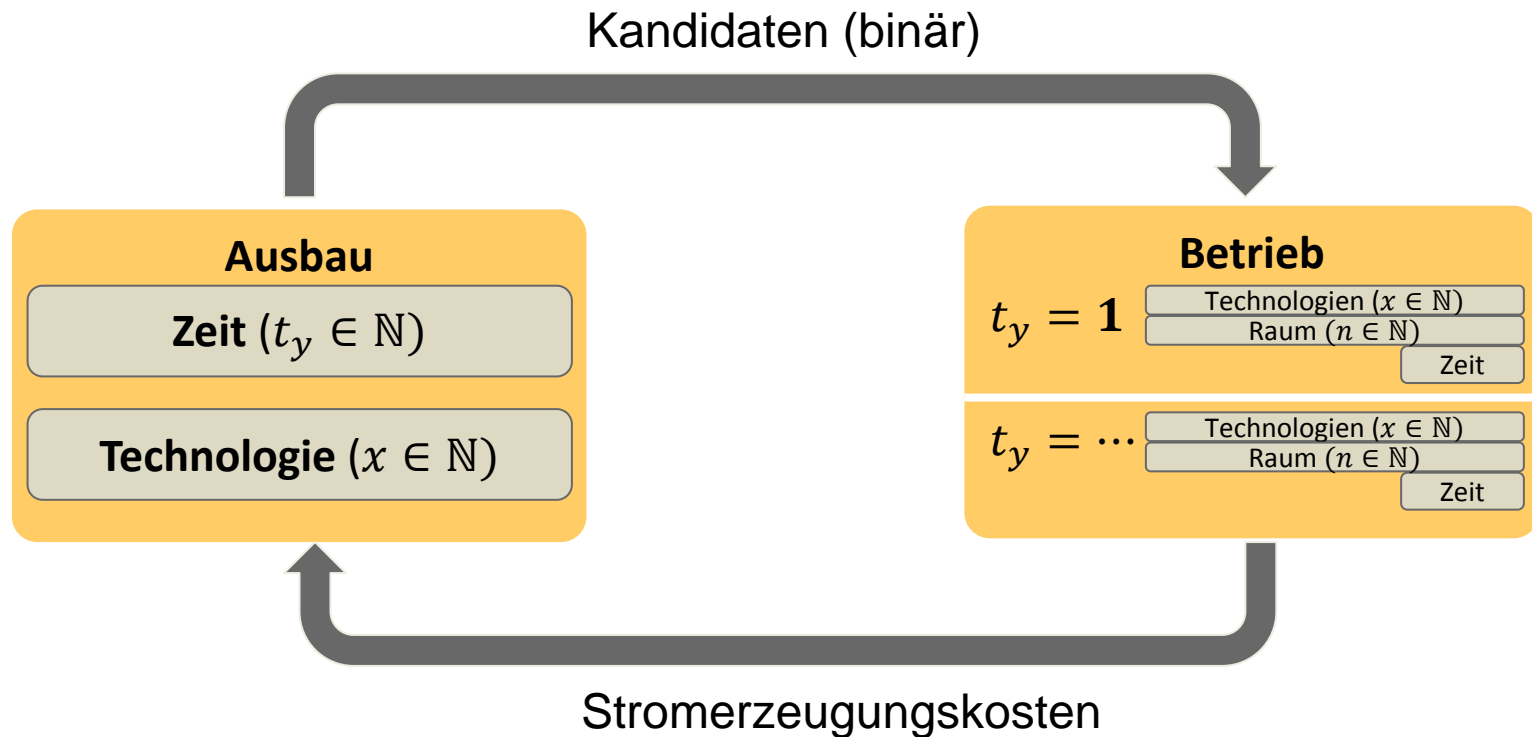 Kandidaten (binär)
Ausbau
Zeit (t_y ∈ ℕ)
Technologie (x ∈ ℕ)
Betrieb
t_y = 1
Technologien (x ∈ ℕ)
Raum (n ∈ ℕ)
Zeit
t_y = ⋯
Technologien (x ∈ ℕ)
Raum (n ∈ ℕ)
Zeit
Stromerzeugungskosten